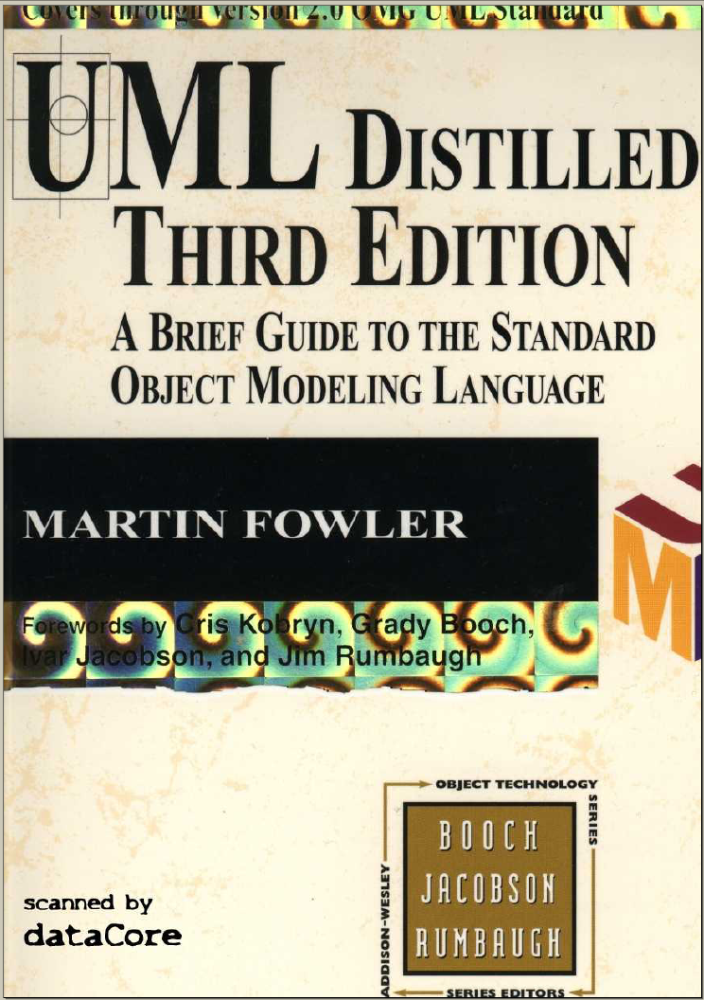 Covers through version 2.0 OMG UML Standard
UML DISTILLED
THIRD EDITION
A BRIEF GUIDE TO THE STANDARD
OBJECT MODELING LANGUAGE
MARTIN FOWLER
Forewords by Cris Kobryn, Grady Booch,
Ivar Jacobson, and Jim Rumbaugh
U
M
OBJECT TECHNOLOGY
SERIES
BOOCH
JACOBSON
RUMBAUGH
ADDISON-WESLEY
SERIES EDITORS
scanned by
dataCore